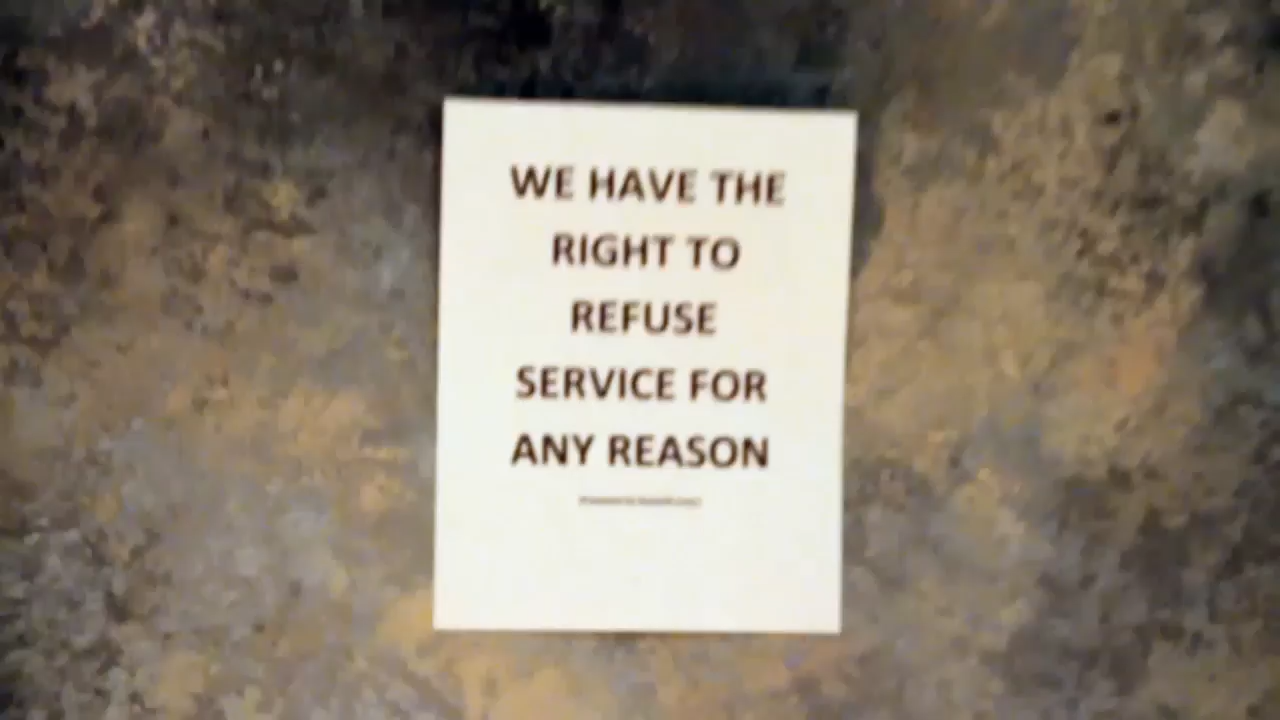 WE HAVE THE
RIGHT TO
REFUSE
SERVICE FOR
ANY REASON